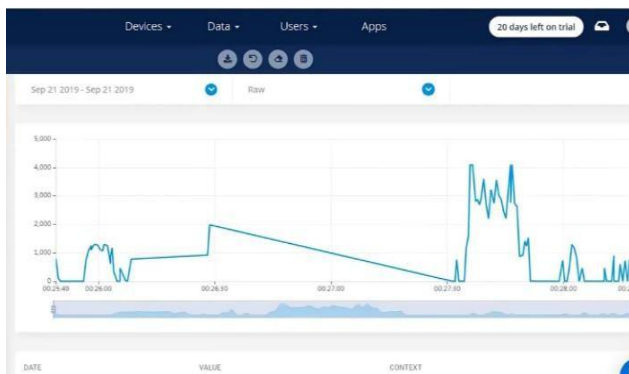 Devices Data Users Apps 20 days left on trial
Sep 21 2019 - Sep 21 2019 Raw
5,000
4,000
3,000
2,000
1,000
0
00:25:49 00:26:00 00:26:30 00:27:00 00:27:30 00:28:00
DATE VALUE CONTEXT